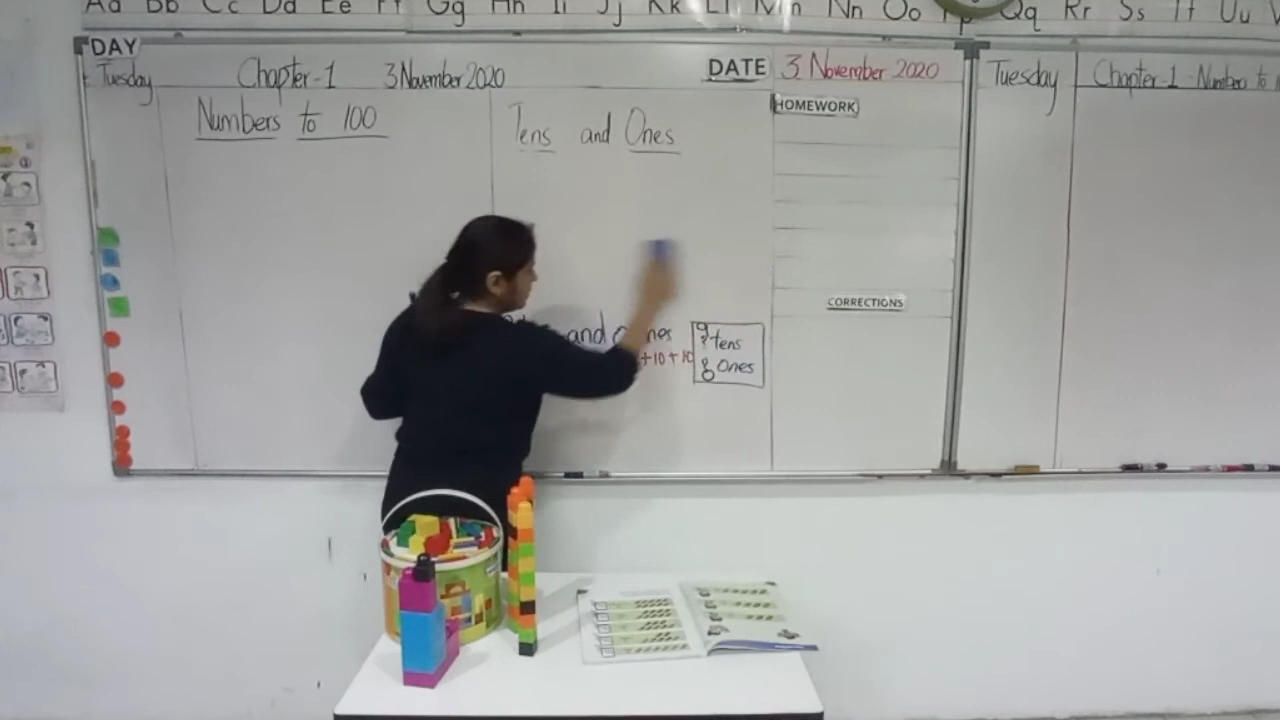 Aa Bb Cc Dd Ee Ff Gg Hh Ii Jj Kk Ll Mm Nn Oo Pp Qq Rr Ss Tt Uu
DAY
Tuesday
Chapter-1 3 November 2020
DATE
3 November 2020
Numbers to 100
Tens and Ones
HOMEWORK
and
+10+10
9 tens
8 Ones
CORRECTIONS
Tuesday
Chapter 1 - Numbers to